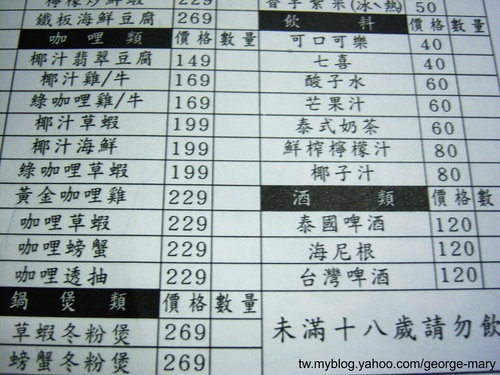 229
鐵板海鮮豆腐 269
咖哩類 價格 數量
椰汁翡翠豆腐 149
椰汁雞/牛 169
綠咖哩雞/牛 169
椰汁草蝦 199
椰汁海鮮 199
綠咖哩草蝦 199
黃金咖哩雞 229
咖哩草蝦 229
咖哩螃蟹 229
咖哩透抽 229
鍋煲類 價格 數量
草蝦冬粉煲 269
螃蟹冬粉煲 269
香芋紫米(冰、熱) 50
飲料 價格 數量
可口可樂 40
七喜 40
酸子水 60
芒果汁 60
泰式奶茶 60
鮮榨檸檬汁 80
椰子汁 80
酒類 價格 數
泰國啤酒 120
海尼根 120
台灣啤酒 120
未滿十八歲請勿飲
tw.myblog.yahoo.com/george-mary